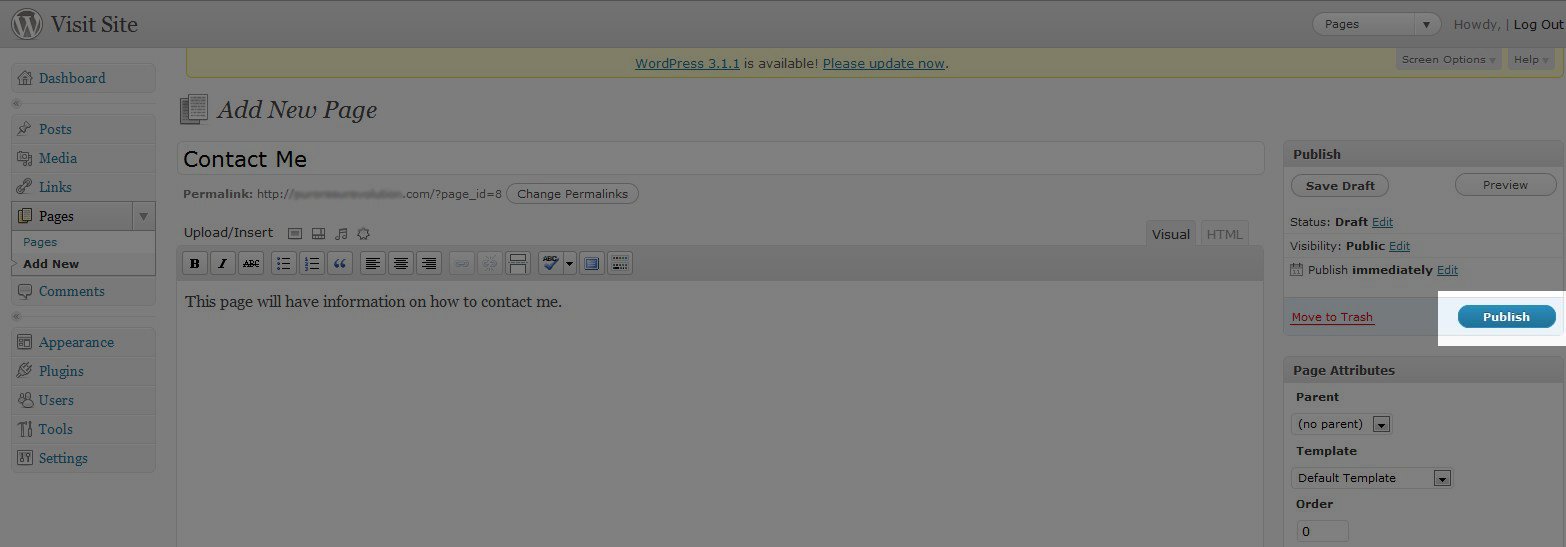 Visit Site
Pages
Howdy, | Log Out
WordPress 3.1.1 is available! Please update now.
Screen Options
Help
Dashboard
Posts
Media
Links
Pages
Pages
Add New
Comments
Appearance
Plugins
Users
Tools
Settings
Add New Page
Contact Me
Permalink: http:// .com/?page_id=8 Change Permalinks
Upload/Insert
Visual HTML
B I ABC ABC
This page will have information on how to contact me.
Publish
Save Draft Preview
Status: Draft Edit
Visibility: Public Edit
Publish immediately Edit
Move to Trash Publish
Page Attributes
Parent
(no parent)
Template
Default Template
Order
0